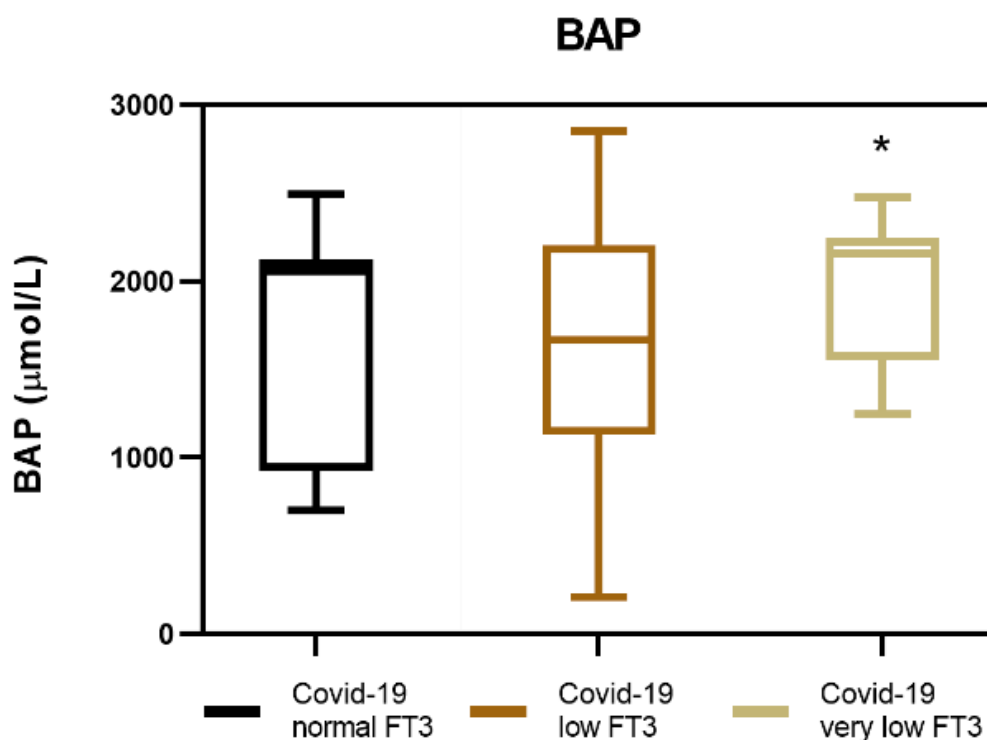 BAP
3000
2000
1000
0
BAP (μmol/L)
*
Covid-19
normal FT3
Covid-19
low FT3
Covid-19
very low FT3